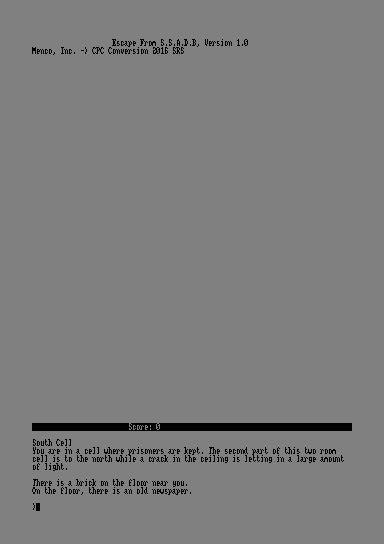 Escape From S.S.A.D.B, Version 1.0
Menco, Inc. -> CPC Conversion 2016 SRS
Score: 0
South Cell
You are in a cell where prisoners are kept. The second part of this two room
cell is to the north while a crack in the ceiling is letting in a large amount
of light.
There is a brick on the floor near you.
On the floor, there is an old newspaper.
>